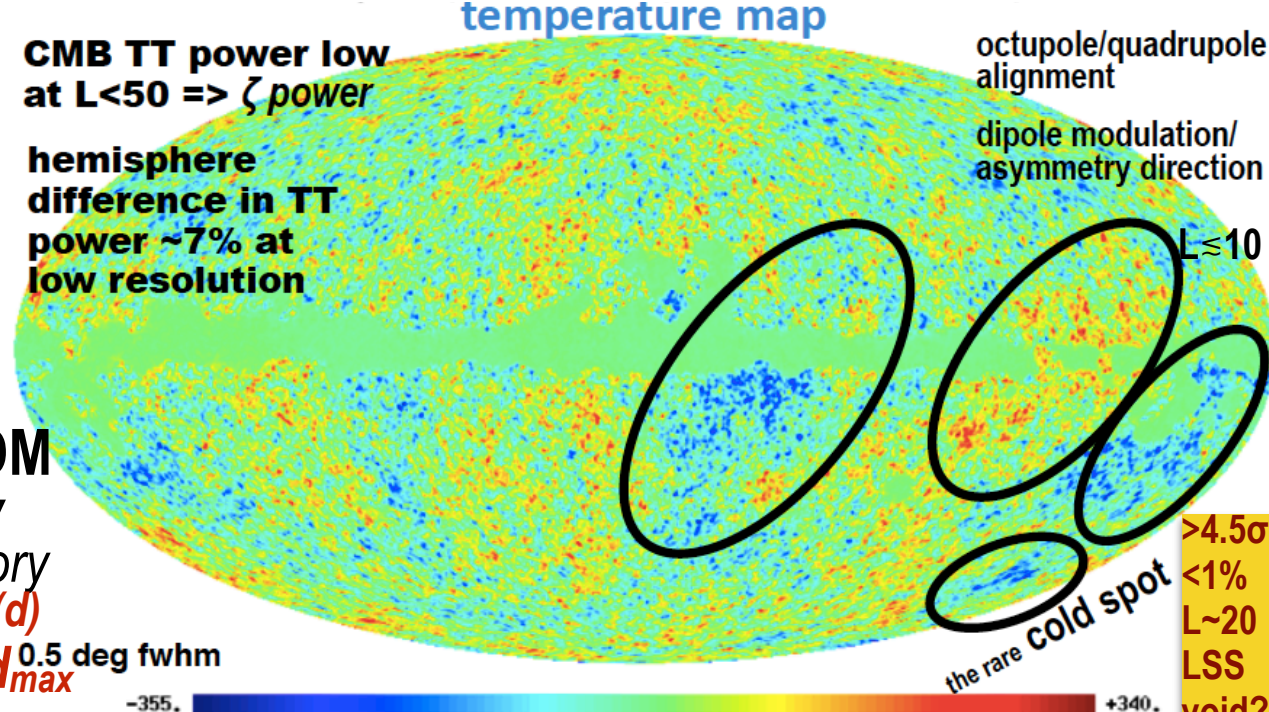 temperature map
CMB TT power low
at L<50 => ζ power
hemisphere
difference in TT
power ~7% at
low resolution
octupole/quadrupole
alignment
dipole modulation/
asymmetry direction
L≲10
>4.5σ
<1%
L~20
LSS
void?
the rare cold spot
DM
ory
(d)
dmax
0.5 deg fwhm
-355.
+340.